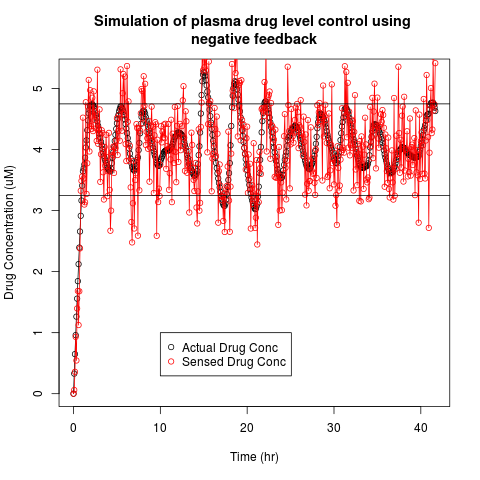 Simulation of plasma drug level control using
negative feedback
Drug Concentration (uM)
5
4
3
2
1
0
Actual Drug Conc
Sensed Drug Conc
0 10 20 30 40
Time (hr)